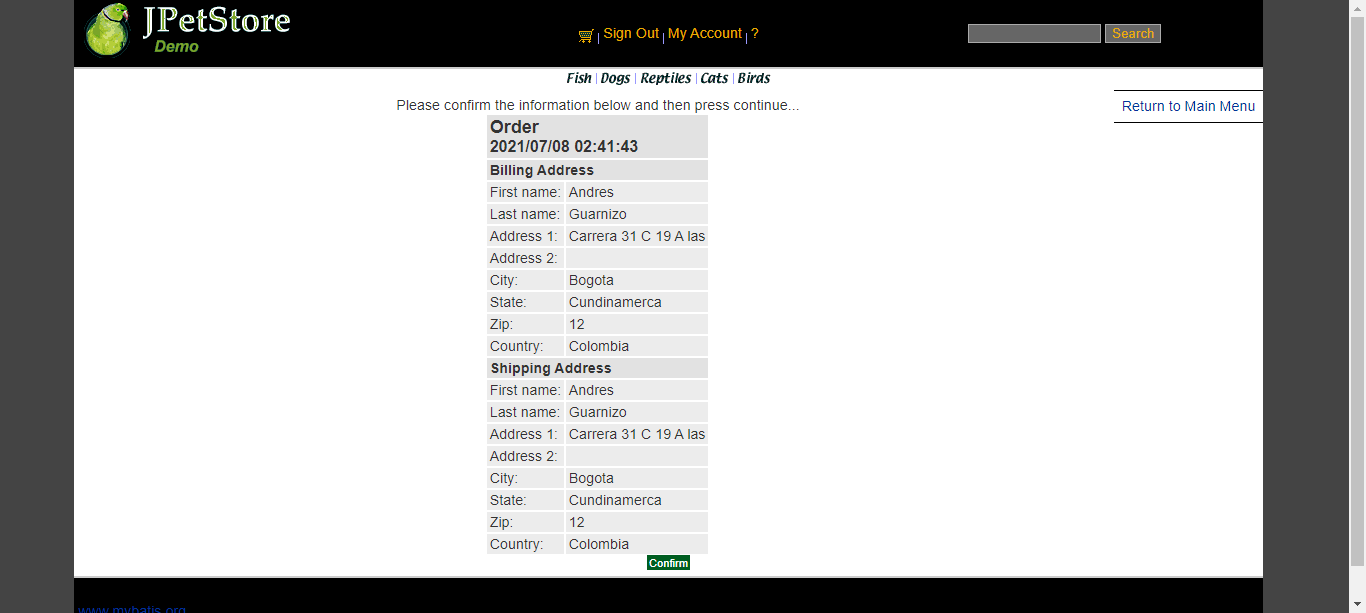 JPetStore
Demo
Sign Out | My Account | ?
Search
Fish | Dogs | Reptiles | Cats | Birds
Please confirm the information below and then press continue...
Return to Main Menu
Order
2021/07/08 02:41:43
Billing Address
First name: Andres
Last name: Guarnizo
Address 1: Carrera 31 C 19 A las
Address 2:
City: Bogota
State: Cundinamerca
Zip: 12
Country: Colombia
Shipping Address
First name: Andres
Last name: Guarnizo
Address 1: Carrera 31 C 19 A las
Address 2:
City: Bogota
State: Cundinamerca
Zip: 12
Country: Colombia
Confirm
www.mybatis.org